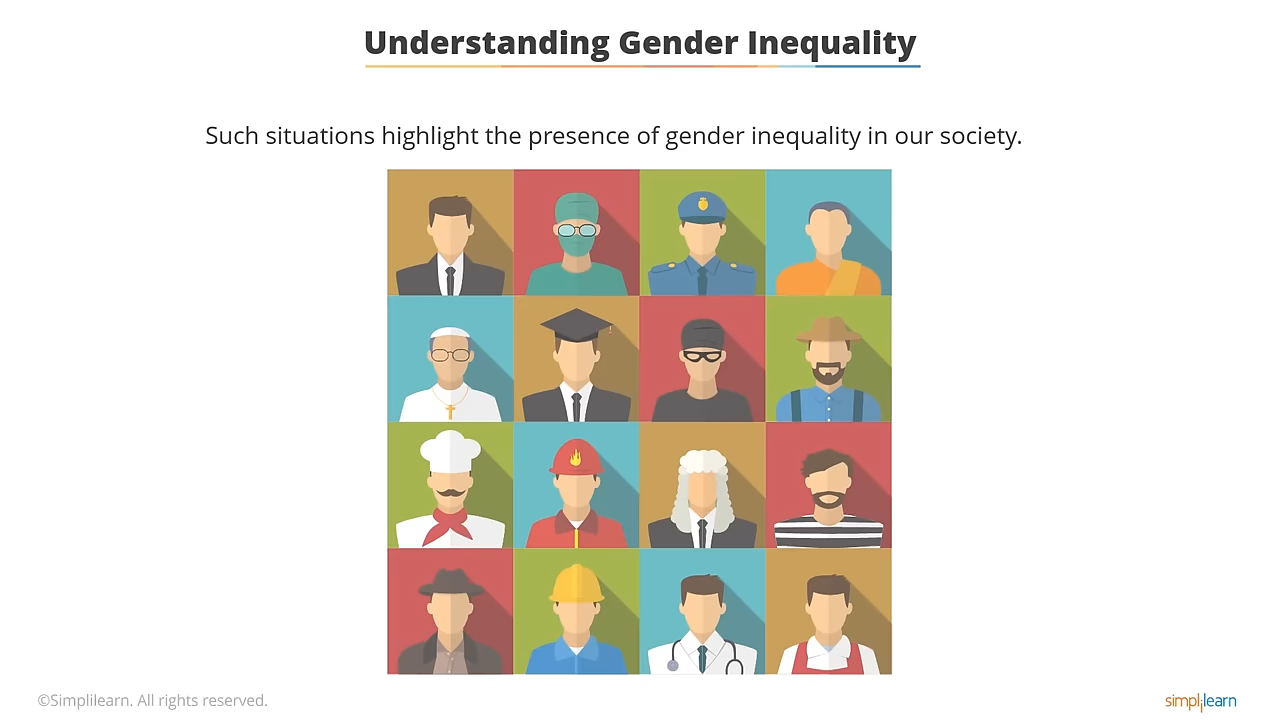 Understanding Gender Inequality
Such situations highlight the presence of gender inequality in our society.
©Simplilearn. All rights reserved.
simplilearn